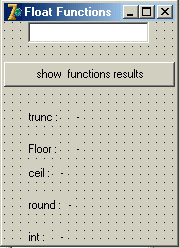 Float Functions
show functions results
trunc : -   -
Floor : -   -
ceil : -   -
round : -   -
int : -   -